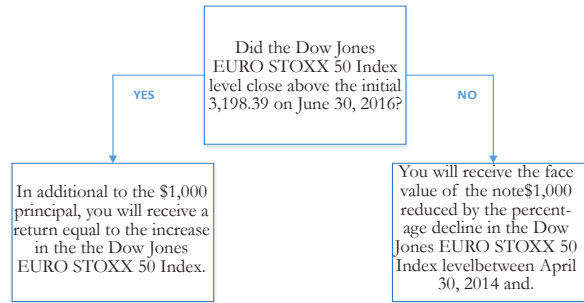 Did the Dow Jones
EURO STOXX 50 Index
level close above the initial
3,198.39 on June 30, 2016?
YES
NO
In additional to the $1,000
principal, you will receive a
return equal to the increase
in the the Dow Jones
EURO STOXX 50 Index.
You will receive the face
value of the note$1,000
reduced by the percent-
age decline in the Dow
Jones EURO STOXX 50
Index levelbetween April
30, 2014 and.